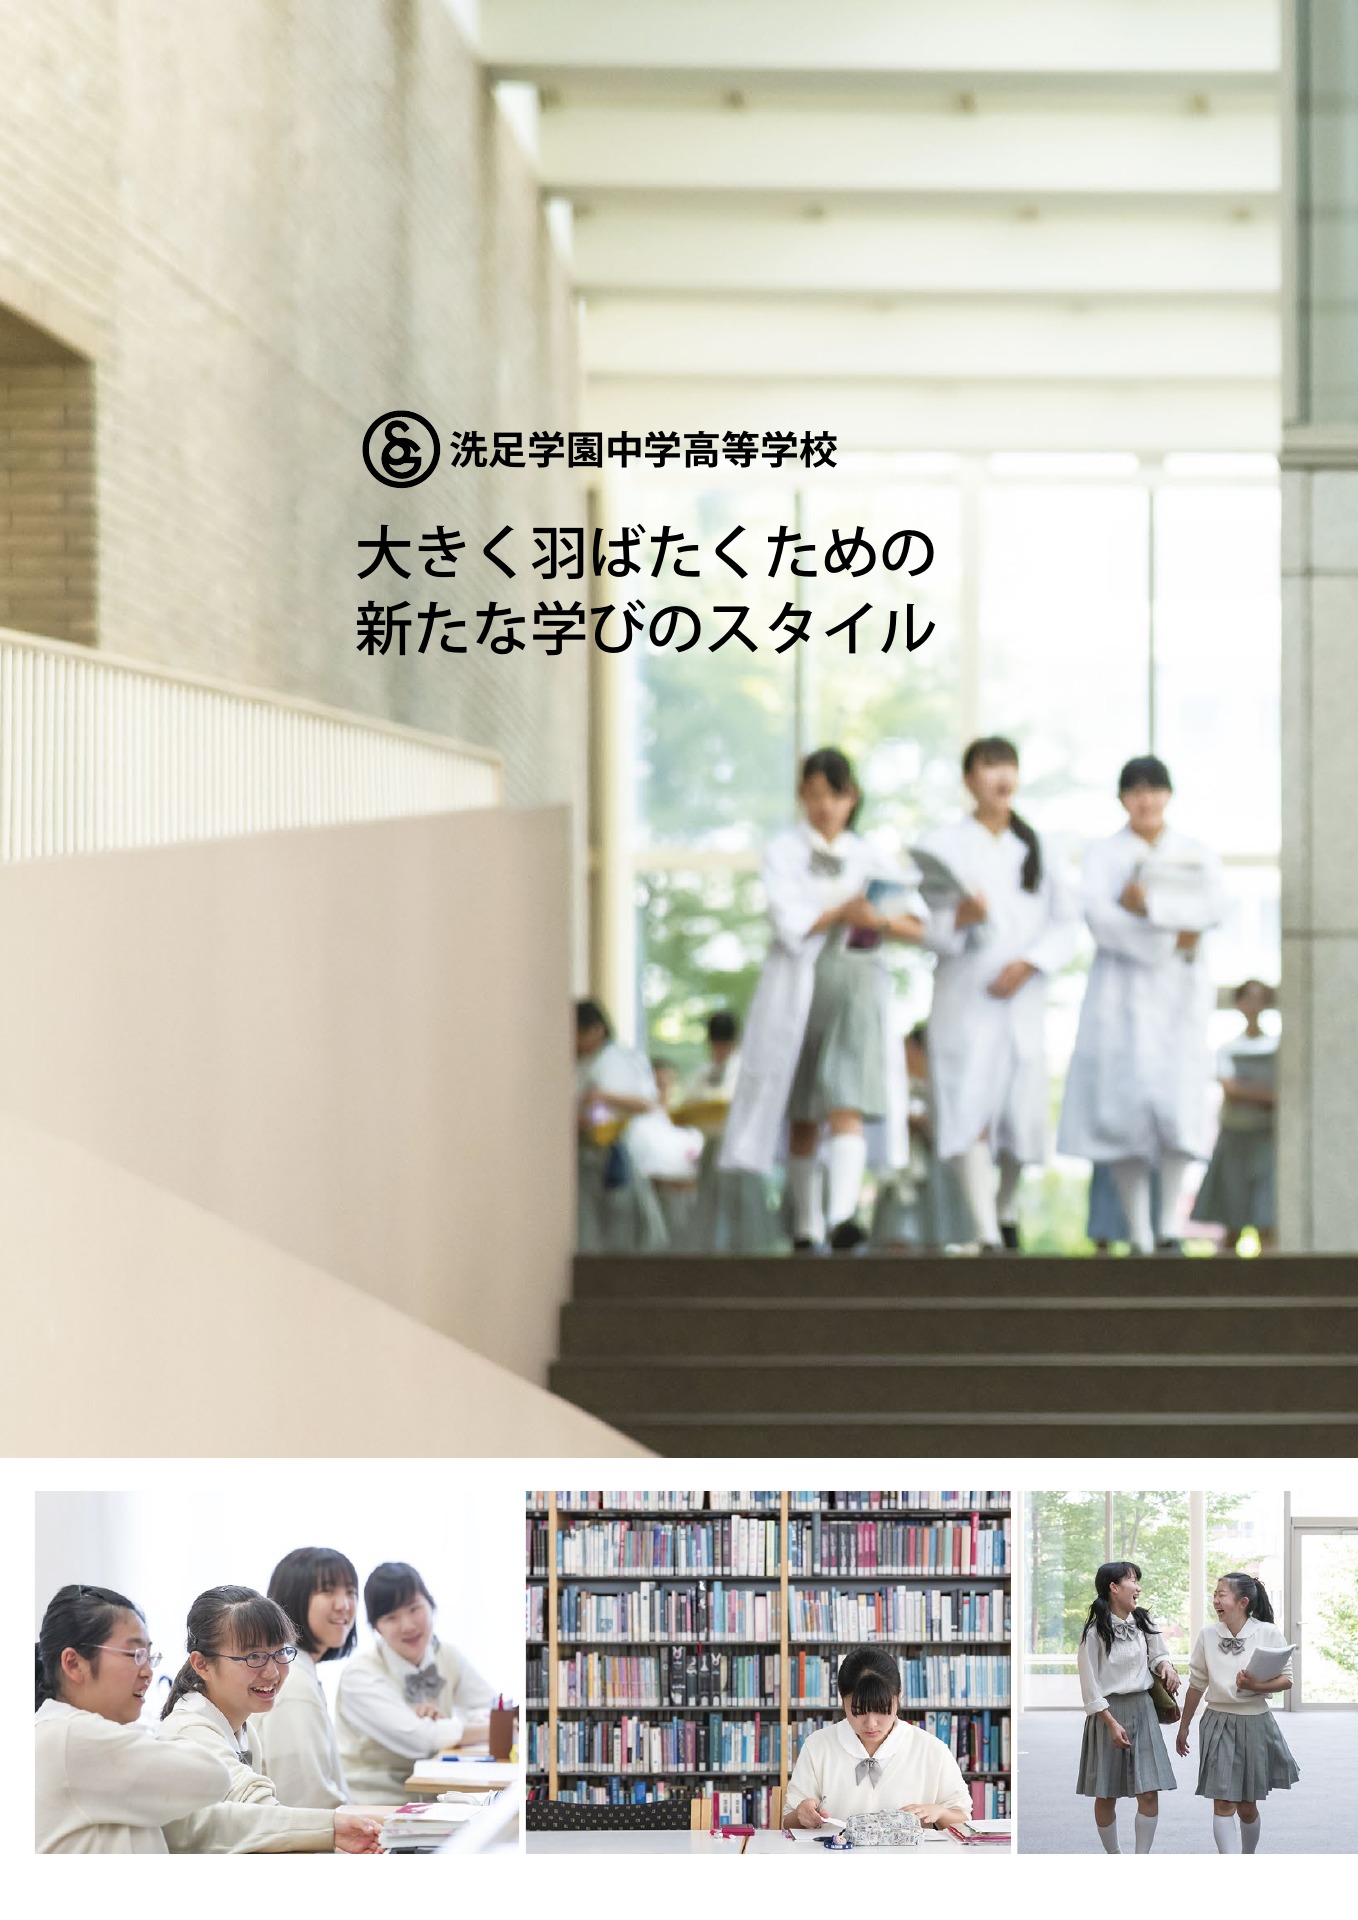 洗足学園中学高等学校
大きく羽ばたくための
新たな学びのスタイル